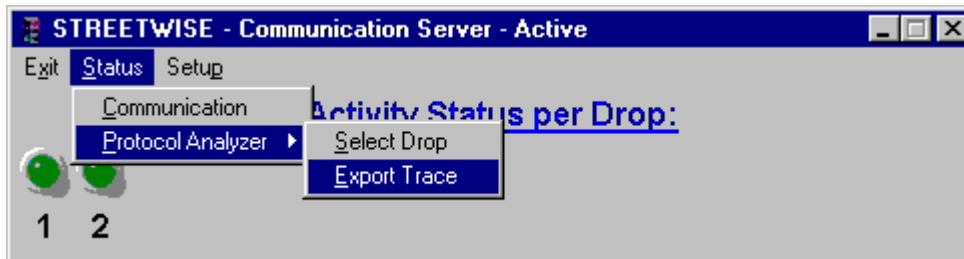 STREETWISE - Communication Server - Active
Exit Status Setup
Communication
Activity Status per Drop:
Protocol Analyzer
Select Drop
Export Trace
1 2